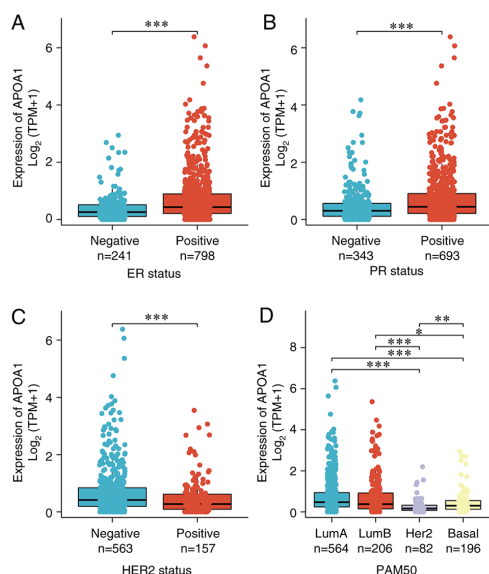 A
Expression of APOA1
Log2 (TPM+1)
6
4
2
0
***
Negative
n=241
Positive
n=798
ER status
B
Expression of APOA1
Log2 (TPM+1)
6
4
2
0
***
Negative
n=343
Positive
n=693
PR status
C
Expression of APOA1
Log2 (TPM+1)
6
4
2
0
***
Negative
n=563
Positive
n=157
HER2 status
D
Expression of APOA1
Log2 (TPM+1)
8
6
4
2
0
**
*
***
***
***
LumA
n=564
LumB
n=206
Her2
n=82
Basal
n=196
PAM50